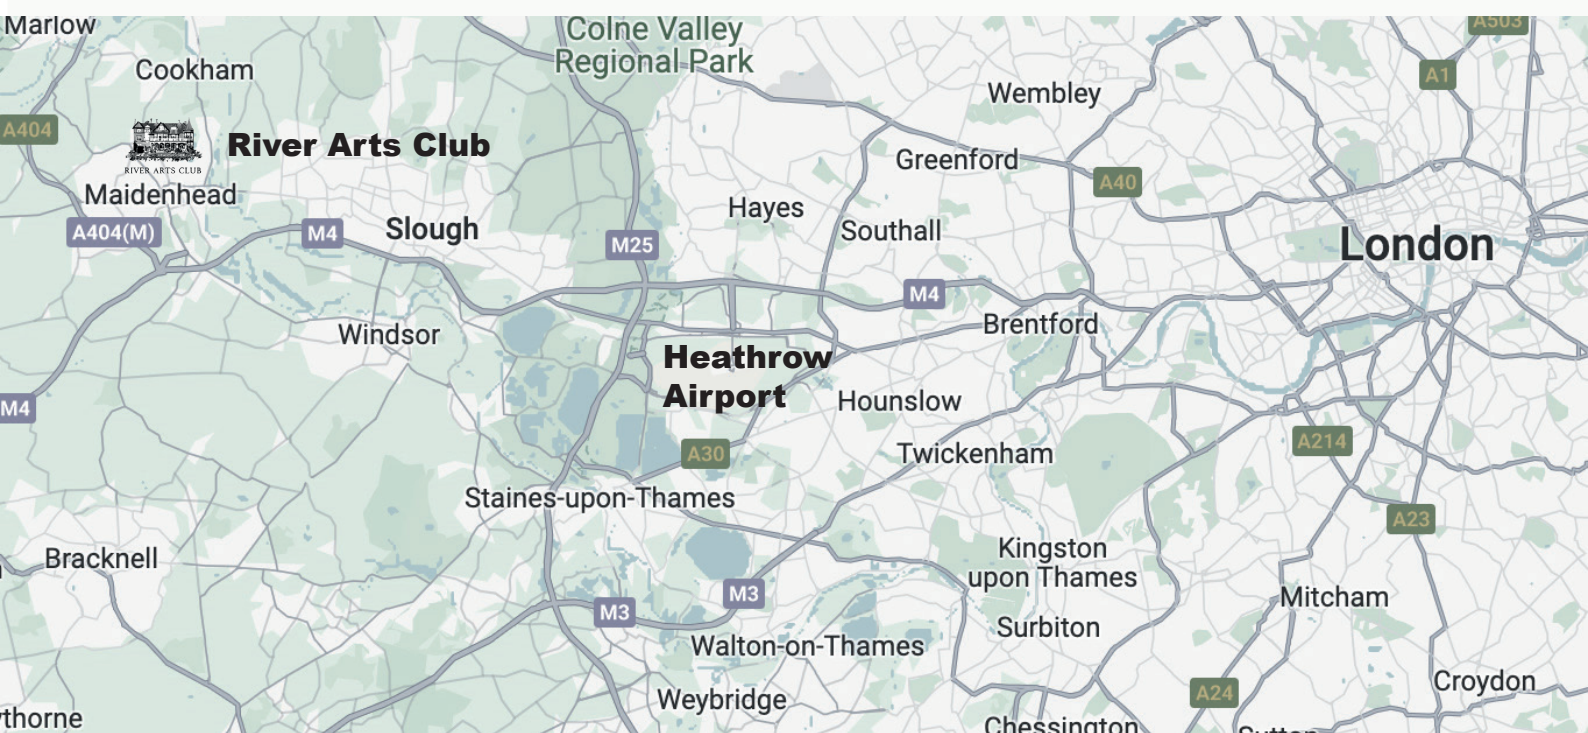 Marlow
Colne Valley
Regional Park
A503
Cookham
A1
Wembley
A404
River Arts Club
RIVER ARTS CLUB
Greenford
A40
Maidenhead
Hayes
A404(M)
M4
Slough
Southall
M25
London
M4
Windsor
Brentford
Heathrow
Airport
M4
Hounslow
A30
Twickenham
A214
Staines-upon-Thames
A23
Bracknell
Kingston
upon Thames
M3
M3
Mitcham
Surbiton
Walton-on-Thames
Weybridge
A24
Croydon
thorne
Chessington
Sutton